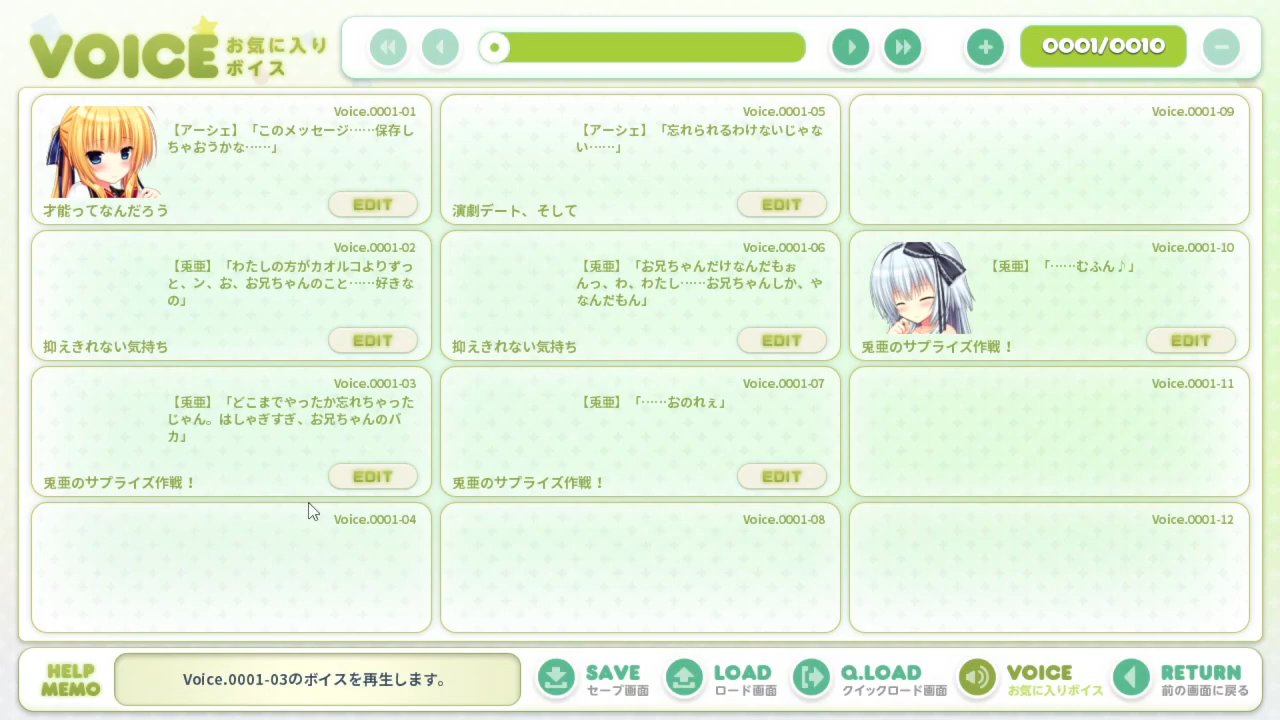 VOICE
お気に入り
ボイス
0001/0010
Voice.0001-01
【アーシェ】「このメッセージ……保存し
ちゃおうかな……」
才能ってなんだろう
EDIT
Voice.0001-05
【アーシェ】「忘れられるわけないじゃな
い……」
演劇デート、そして
EDIT
Voice.0001-09
Voice.0001-02
【兎亜】「わたしの方がカオルコよりずっ
と、ン、お、お兄ちゃんのこと……好きな
の」
抑えきれない気持ち
EDIT
Voice.0001-06
【兎亜】「お兄ちゃんだけなんだもぉ
んっ、わ、わたし……お兄ちゃんしか、や
なんだもん」
抑えきれない気持ち
EDIT
Voice.0001-10
【兎亜】「……むふん♪」
兎亜のサプライズ作戦！
EDIT
Voice.0001-03
【兎亜】「どこまでやったか忘れちゃった
じゃん。はしゃぎすぎ、お兄ちゃんのバ
カ」
兎亜のサプライズ作戦！
EDIT
Voice.0001-07
【兎亜】「……おのれぇ」
兎亜のサプライズ作戦！
EDIT
Voice.0001-11
Voice.0001-04
Voice.0001-08
Voice.0001-12
HELP
MEMO
Voice.0001-03のボイスを再生します。
SAVE
セーブ画面
LOAD
ロード画面
Q.LOAD
クイックロード画面
VOICE
お気に入りボイス
RETURN
前の画面に戻る